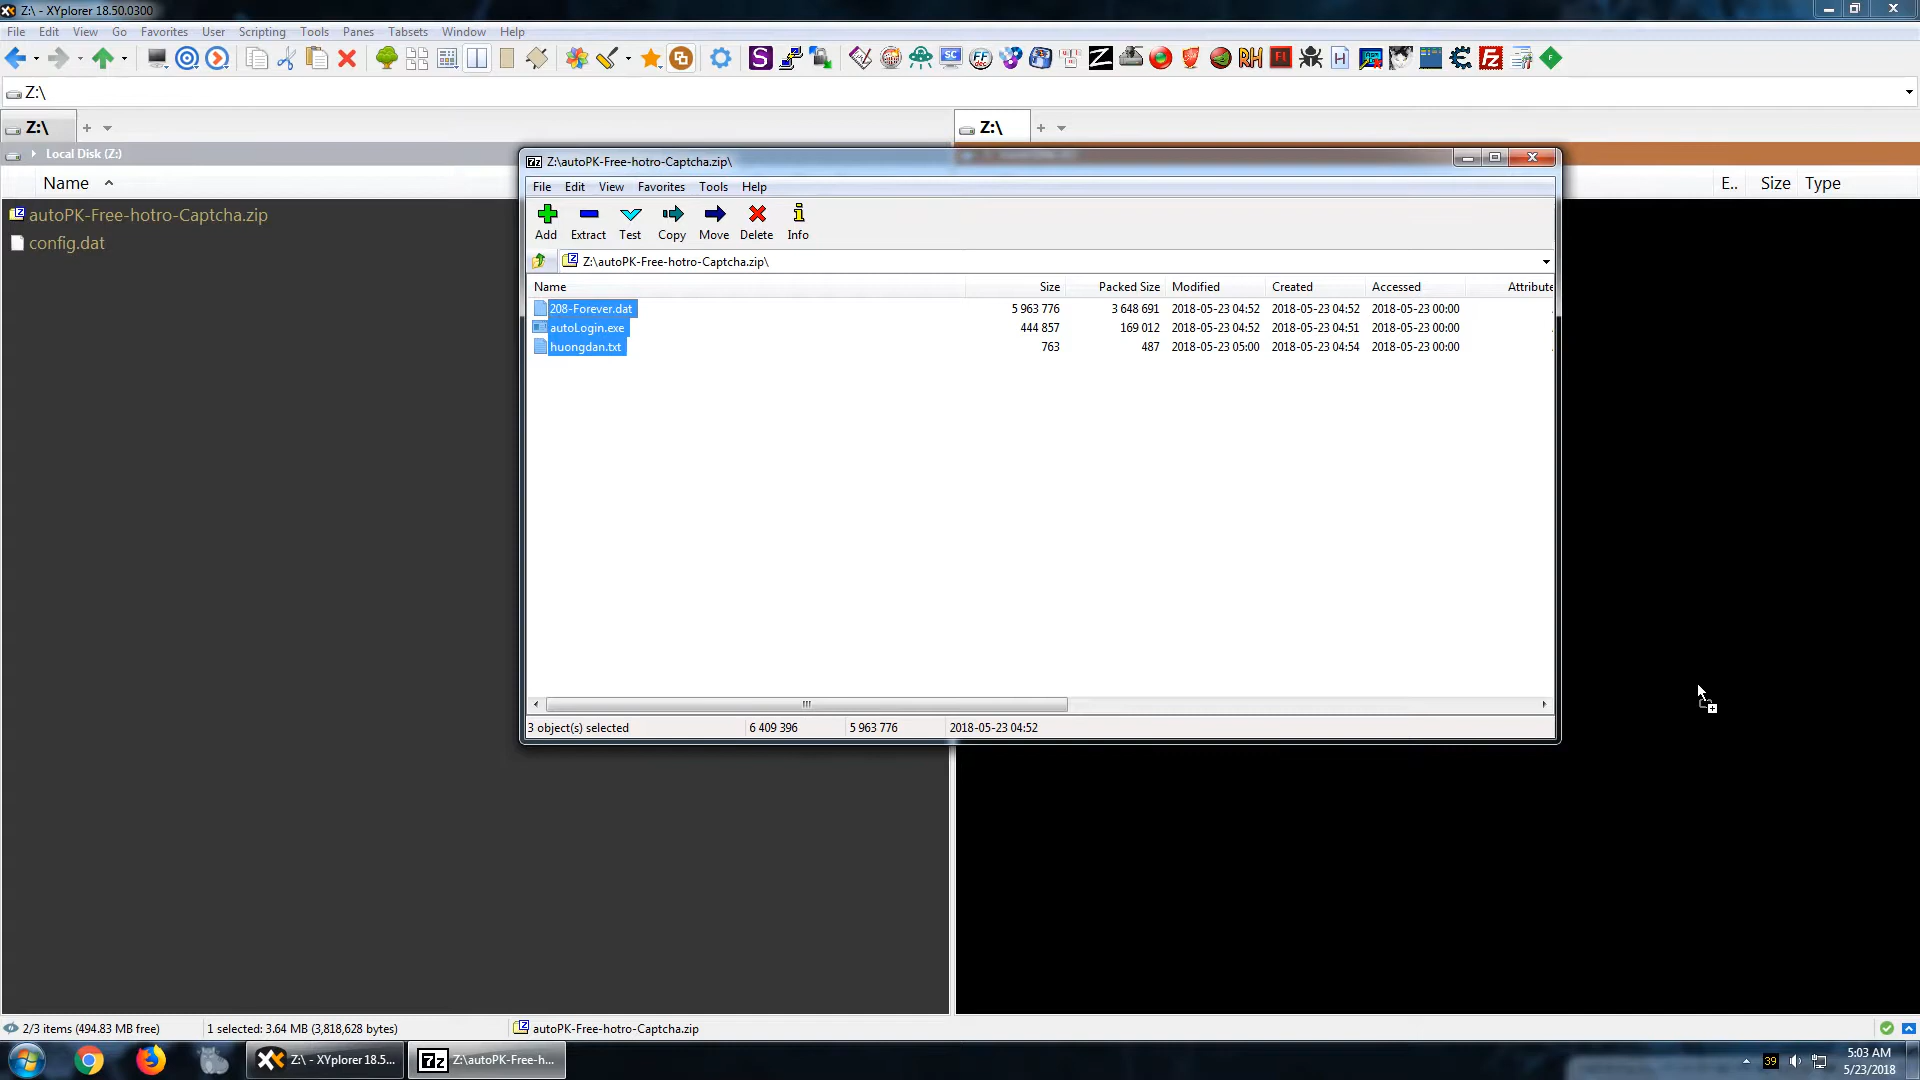 Z:\ - XYplorer 18.50.0300
File Edit View Go Favorites User Scripting Tools Panes Tabsets Window Help
Z:\
Z:\
Z:\
Local Disk (Z:)
Name
E.. Size Type
autoPK-Free-hotro-Captcha.zip
config.dat
Z:\autoPK-Free-hotro-Captcha.zip\
File Edit View Favorites Tools Help
Add Extract Test Copy Move Delete Info
Z:\autoPK-Free-hotro-Captcha.zip\
Name Size Packed Size Modified Created Accessed Attribute
208-Forever.dat 5 963 776 3 648 691 2018-05-23 04:52 2018-05-23 04:52 2018-05-23 00:00
autoLogin.exe 444 857 169 012 2018-05-23 04:52 2018-05-23 04:51 2018-05-23 00:00
huongdan.txt 763 487 2018-05-23 05:00 2018-05-23 04:54 2018-05-23 00:00
3 object(s) selected 6 409 396 5 963 776 2018-05-23 04:52
2/3 items (494.83 MB free) 1 selected: 3.64 MB (3,818,628 bytes) autoPK-Free-hotro-Captcha.zip
Z:\ - XYplorer 18.5... 7z Z:\autoPK-Free-h... 39 5:03 AM
5/23/2018